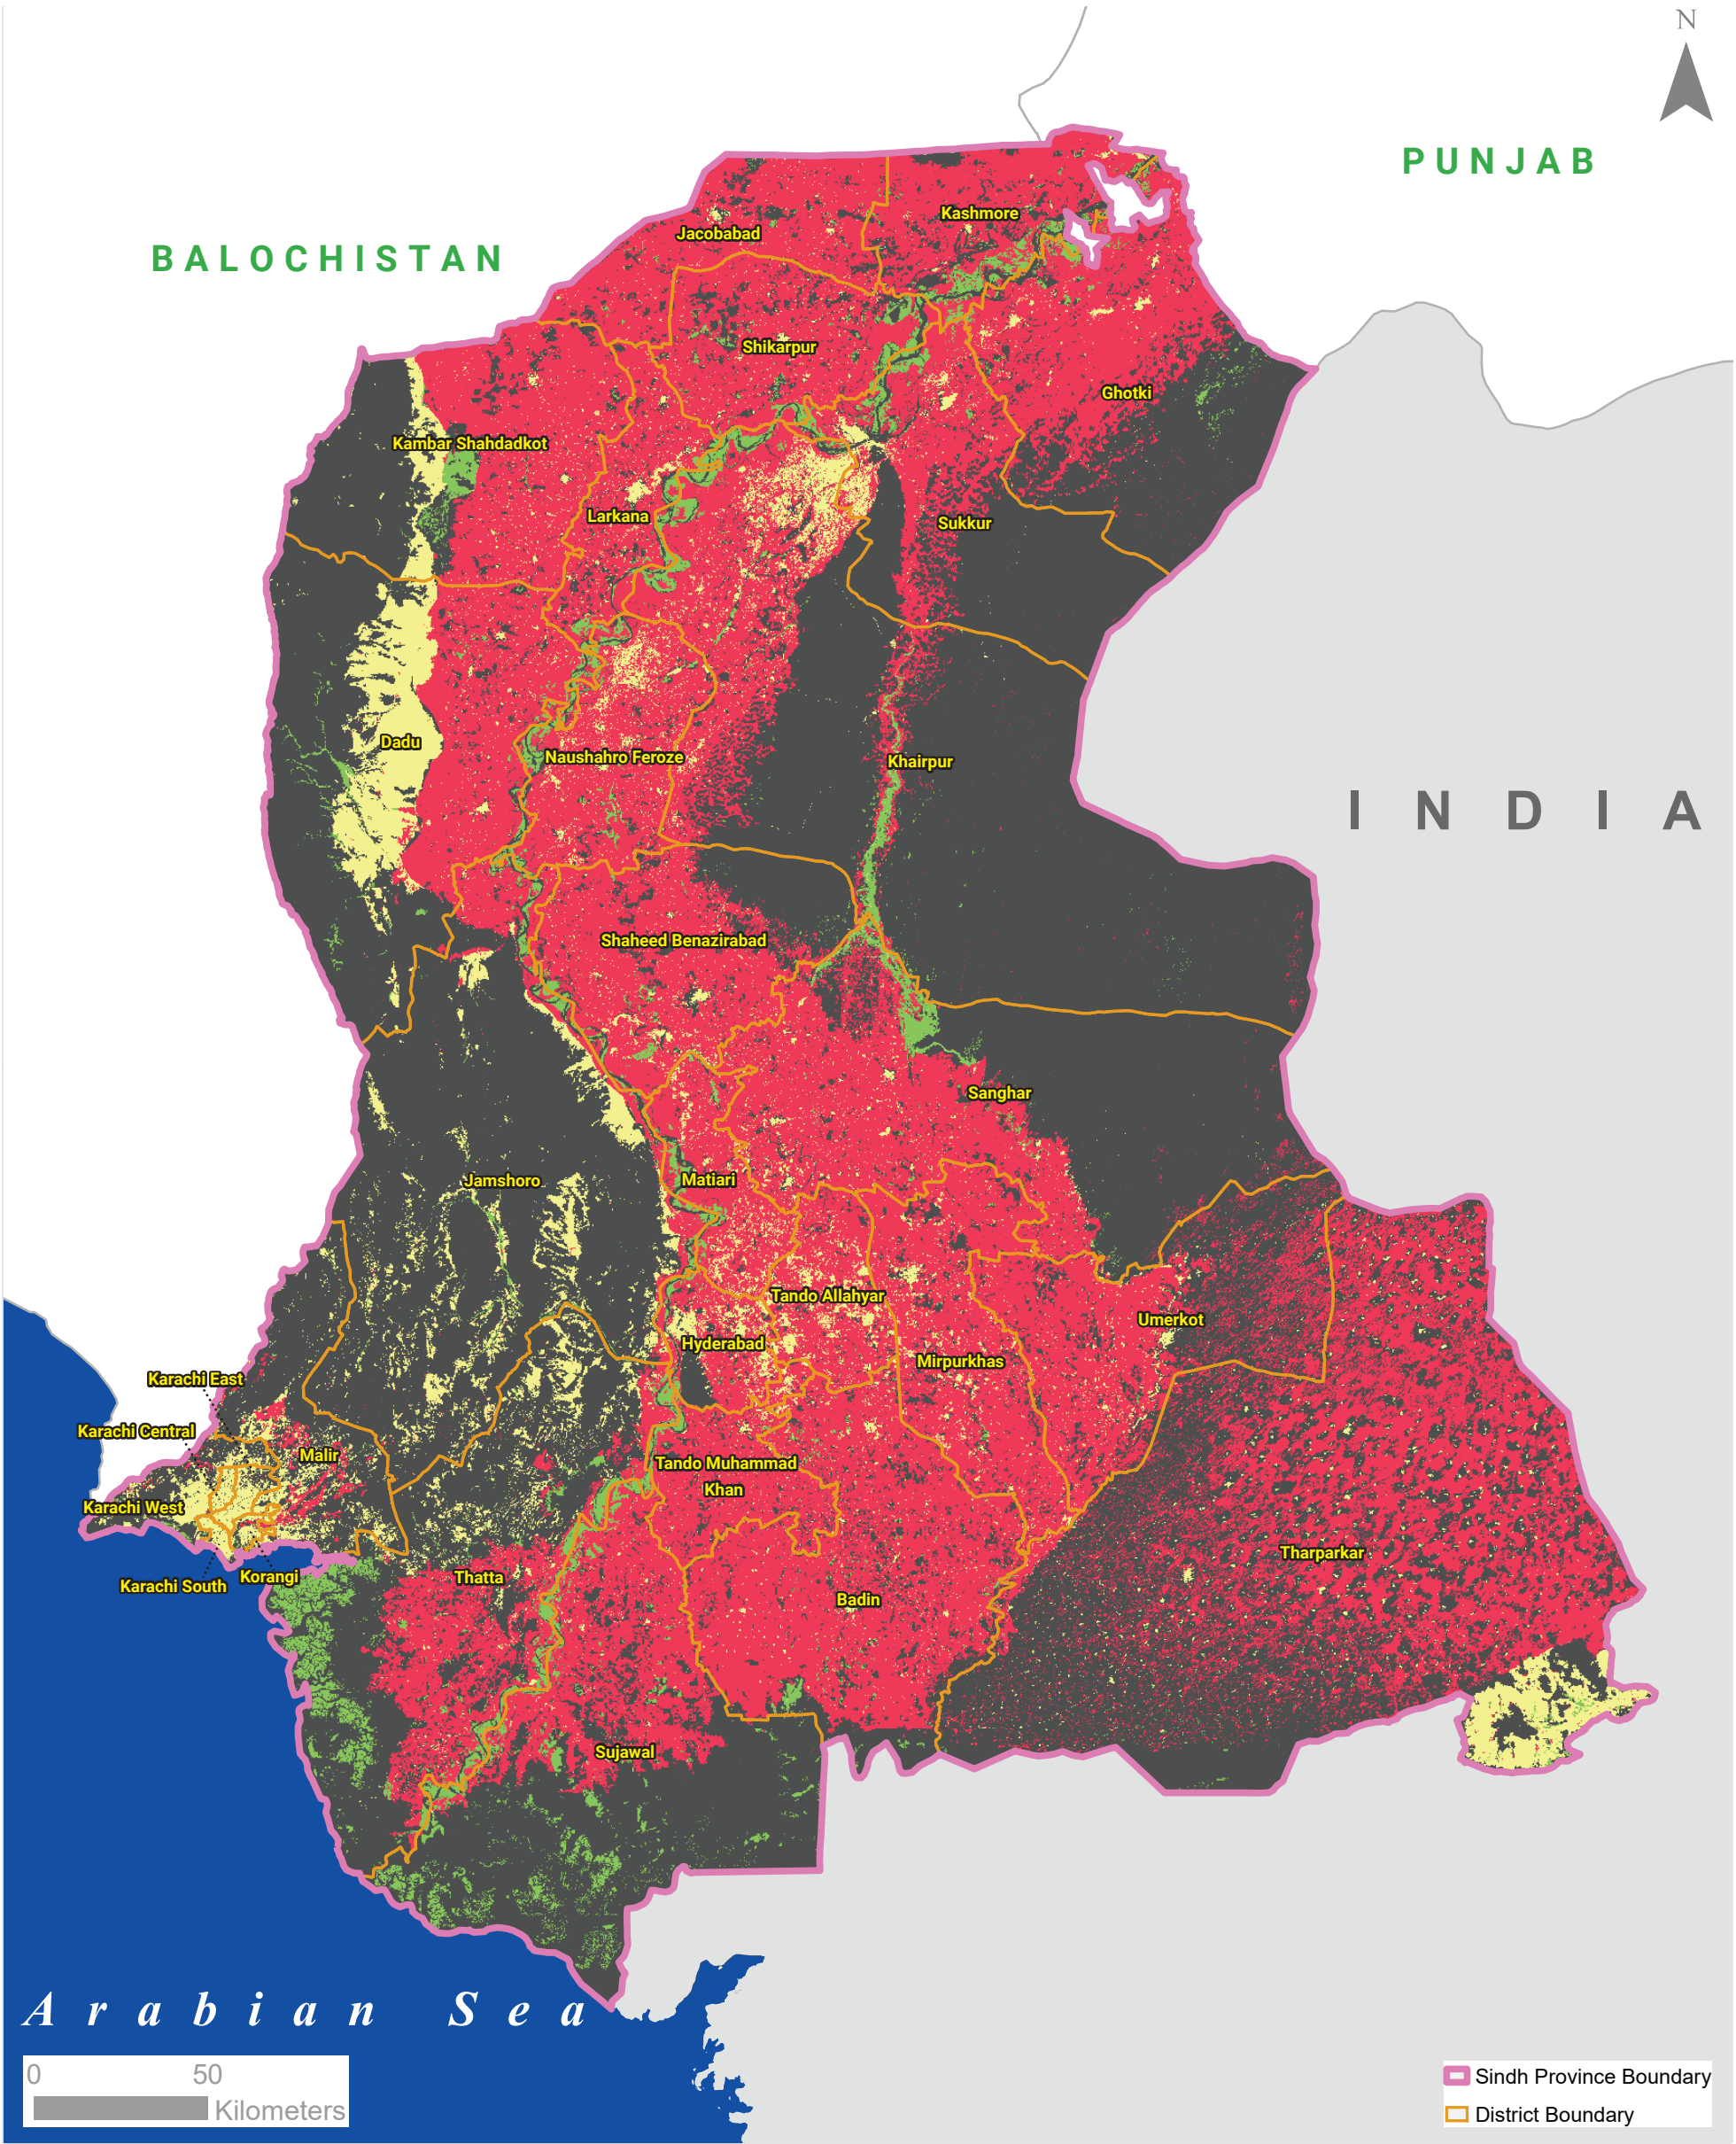 N
PUNJAB
BALOCHISTAN
Kashmore
Jacobabad
Shikarpur
Ghotki
Kambar Shahdadkot
Larkana
Sukkur
Dadu
Naushahro Feroze
Khairpur
INDIA
Shaheed Benazirabad
Sanghar
Jamshoro
Matiari
Tando Allahyar
Umerkot
Hyderabad
Mirpurkhas
Karachi East
Karachi Central
Malir
Tando Muhammad
Khan
Karachi West
Tharparkar
Korangi
Thatta
Karachi South
Badin
Sujawal
Arabian Sea
0 50
Kilometers
Sindh Province Boundary
District Boundary